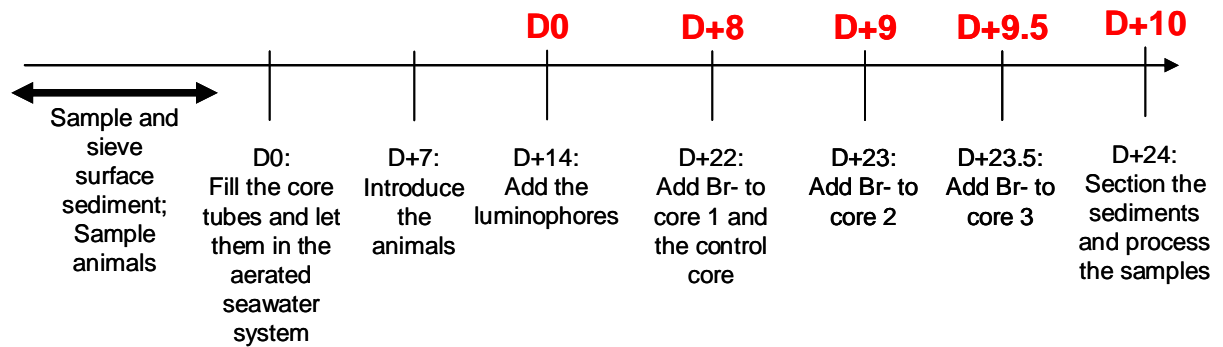 D0
D+8
D+9
D+9.5
D+10
Sample and
sieve
surface
sediment;
Sample
animals
D0:
Fill the core
tubes and let
them in the
aerated
seawater
system
D+7:
Introduce
the
animals
D+14:
Add the
luminophores
D+22:
Add Br- to
core 1 and
the control
core
D+23:
Add Br- to
core 2
D+23.5:
Add Br- to
core 3
D+24:
Section the
sediments
and process
the samples